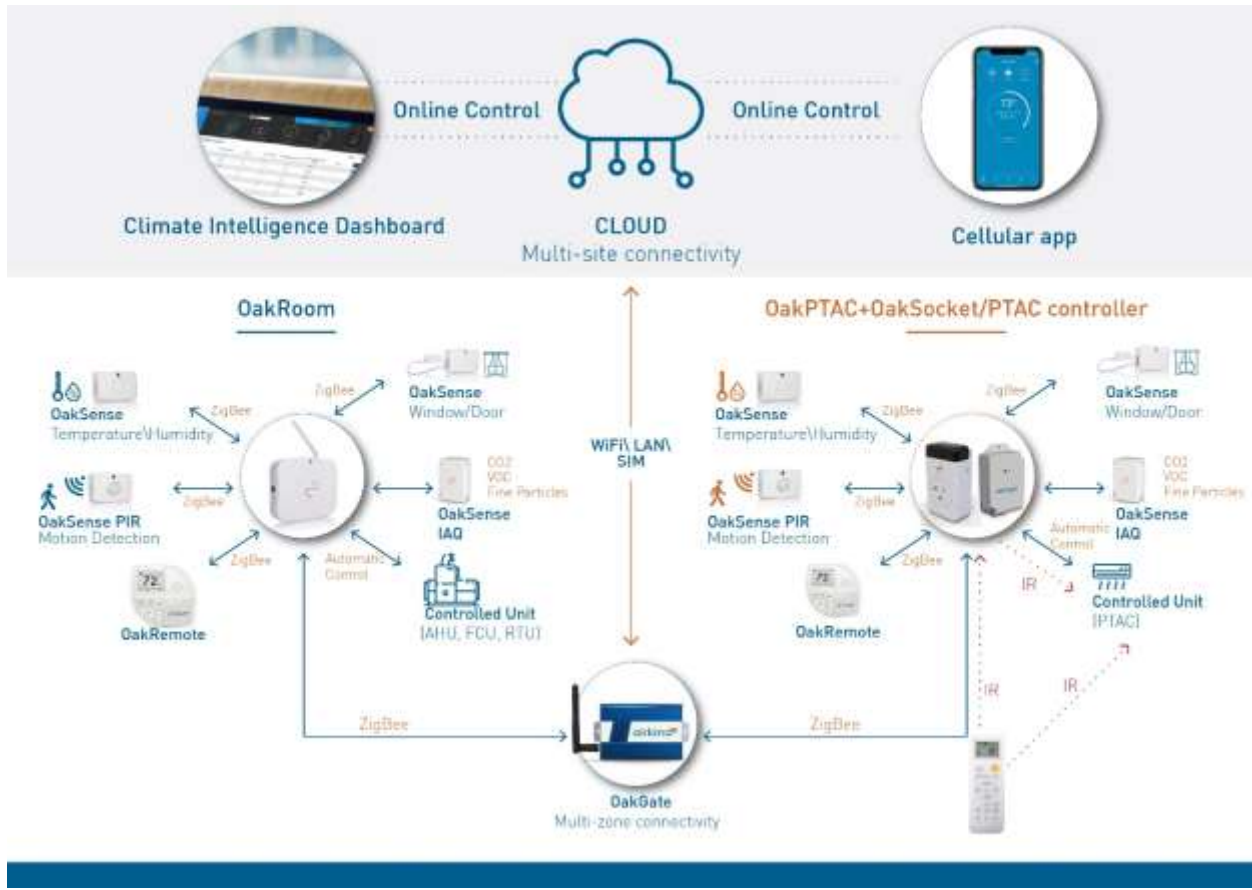 Online Control
Online Control
Climate Intelligence Dashboard
CLOUD
Multi-site connectivity
Cellular app
OakRoom
OakPTAC+OakSocket/PTAC controller
ZigBee
OakSense
Temperature\Humidity
ZigBee
ZigBee
OakSense
Window/Door
ZigBee
OakSense PIR
Motion Detection
CO2
VOC
Fine Particles
OakSense
IAQ
ZigBee
OakRemote
Automatic
Control
Controlled Unit
(AHU, FCU, RTU)
WiFi\ LAN\
SIM
ZigBee
OakSense
Temperature\Humidity
ZigBee
OakSense
Window/Door
ZigBee
OakSense PIR
Motion Detection
CO2
VOC
Fine Particles
OakSense
IAQ
ZigBee
OakRemote
Automatic
Control
IR
Controlled Unit
(PTAC)
IR
IR
ZigBee
ZigBee
OakGate
Multi-zone connectivity